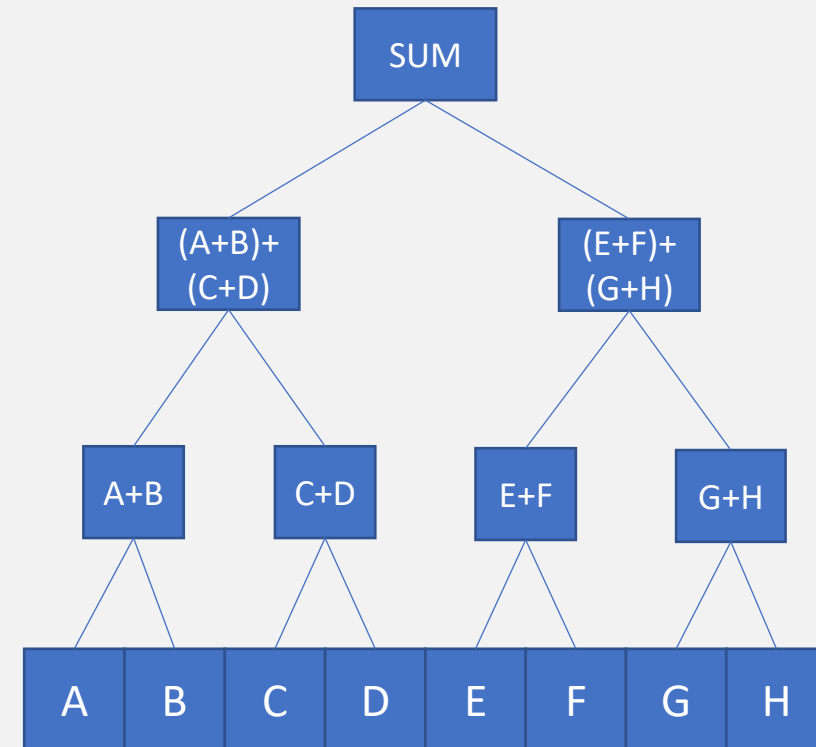 SUM
(A+B)+
(C+D)
(E+F)+
(G+H)
A+B
C+D
E+F
G+H
A
B
C
D
E
F
G
H